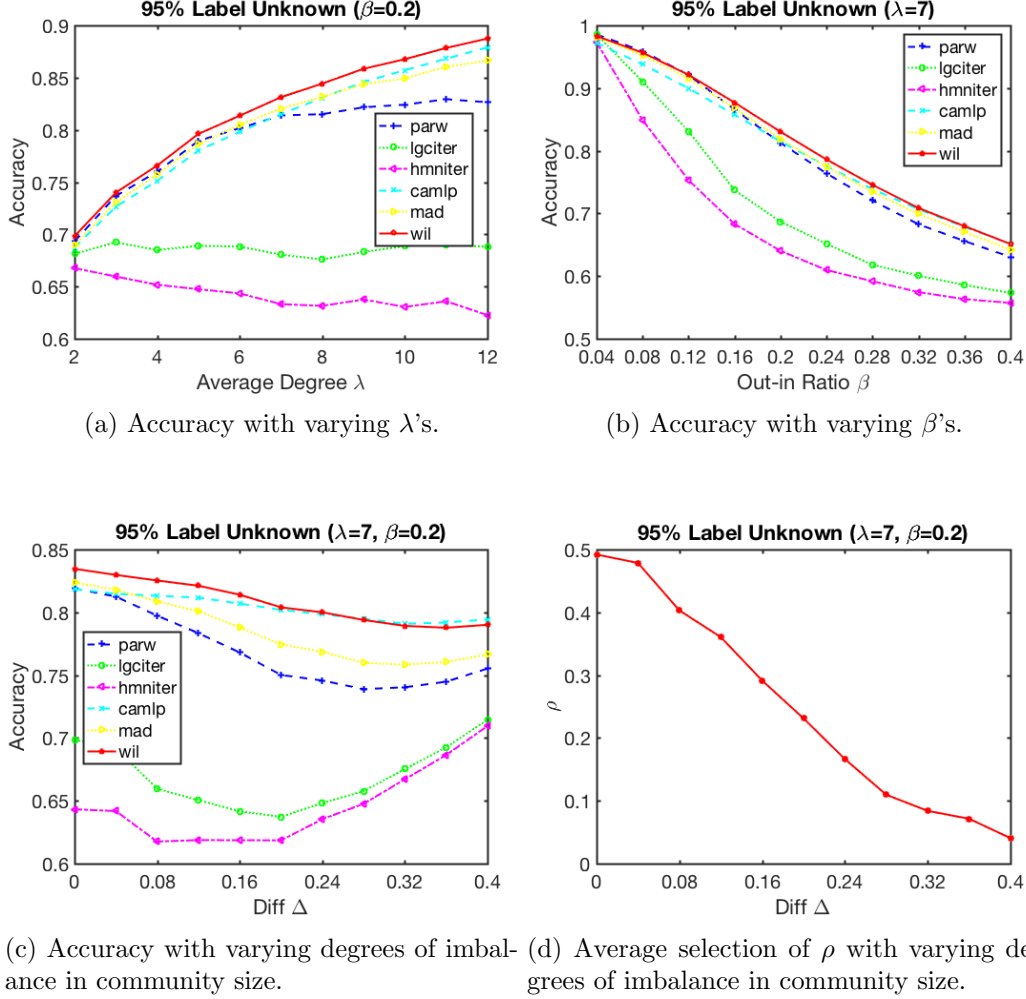 95% Label Unknown (β=0.2)
0.9
0.85
0.8
0.75
0.7
0.65
0.6
2
4
6
8
10
12
Accuracy
Average Degree λ
parw
lgciter
hmniter
camlp
mad
wil
(a) Accuracy with varying λ's.
95% Label Unknown (λ=7)
1
0.9
0.8
0.7
0.6
0.5
0.04
0.08
0.12
0.16
0.2
0.24
0.28
0.32
0.36
0.4
Accuracy
Out-in Ratio β
parw
lgciter
hmniter
camlp
mad
wil
(b) Accuracy with varying β's.
95% Label Unknown (λ=7, β=0.2)
0.85
0.8
0.75
0.7
0.65
0.6
0
0.08
0.16
0.24
0.32
0.4
Accuracy
Diff Δ
parw
lgciter
hmniter
camlp
mad
wil
(c) Accuracy with varying degrees of imbal-
ance in community size.
95% Label Unknown (λ=7, β=0.2)
0.5
0.4
0.3
0.2
0.1
0
0
0.08
0.16
0.24
0.32
0.4
ρ
Diff Δ
(d) Average selection of ρ with varying de
grees of imbalance in community size.